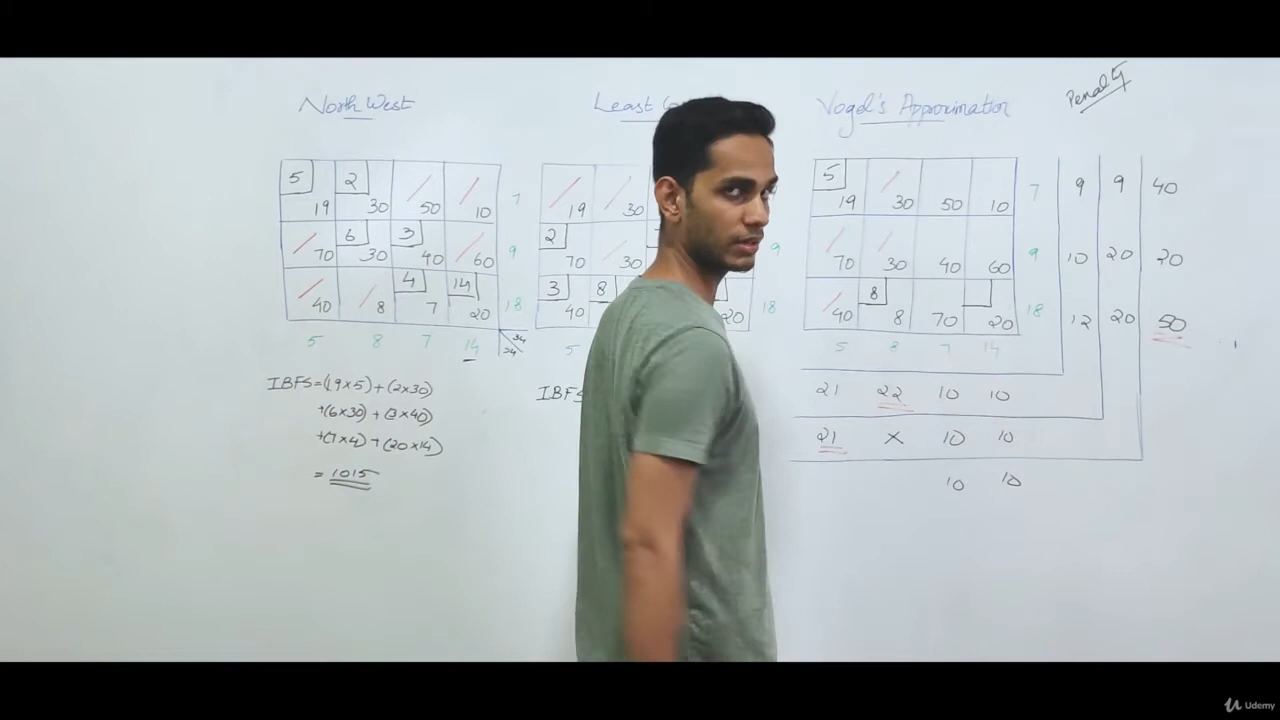 North West
5 2
19 30 50 10 7
6 3
70 30 40 60 9
4 14
40 8 7 20 18
5 8 7 14 34
34
IBFS = (19×5) + (2×30)
+ (6×30) + (3×40)
+ (7×4) + (20×14)
= 1015
Least
19 30
2
70 30 9
3 8
40 20 18
5
IBFS
Vogel's Approximation
Penalty
5
19 30 50 10 7 9 9 40
70 30 40 60 9 10 20 20
8
40 8 70 20 18 12 20 50
5 8 7 14
21 22 10 10
21 X 10 10
10 10
Udemy